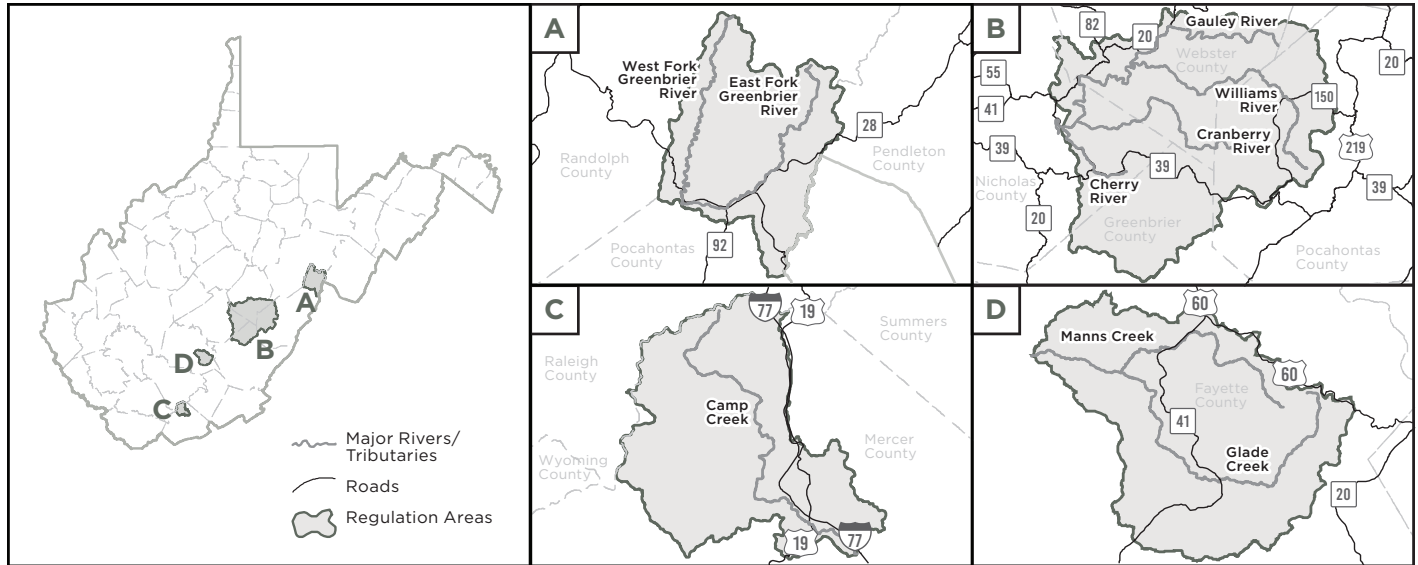 A
B
D
C
Major Rivers/
Tributaries
Roads
Regulation Areas
A
West Fork
Greenbrier
River
East Fork
Greenbrier
River
28
Randolph
County
Pendleton
County
92
Pocahontas
County
B
82
20
Gauley River
Webster
County
20
55
41
Williams
River
150
Cranberry
River
39
219
39
Nicholas
County
Cherry
River
39
20
Greenbrier
County
Pocahontas
County
C
77
19
Summers
County
Raleigh
County
Camp
Creek
Mercer
County
Wyoming
County
19
77
D
60
Manns Creek
60
Fayette
County
41
Glade
Creek
20